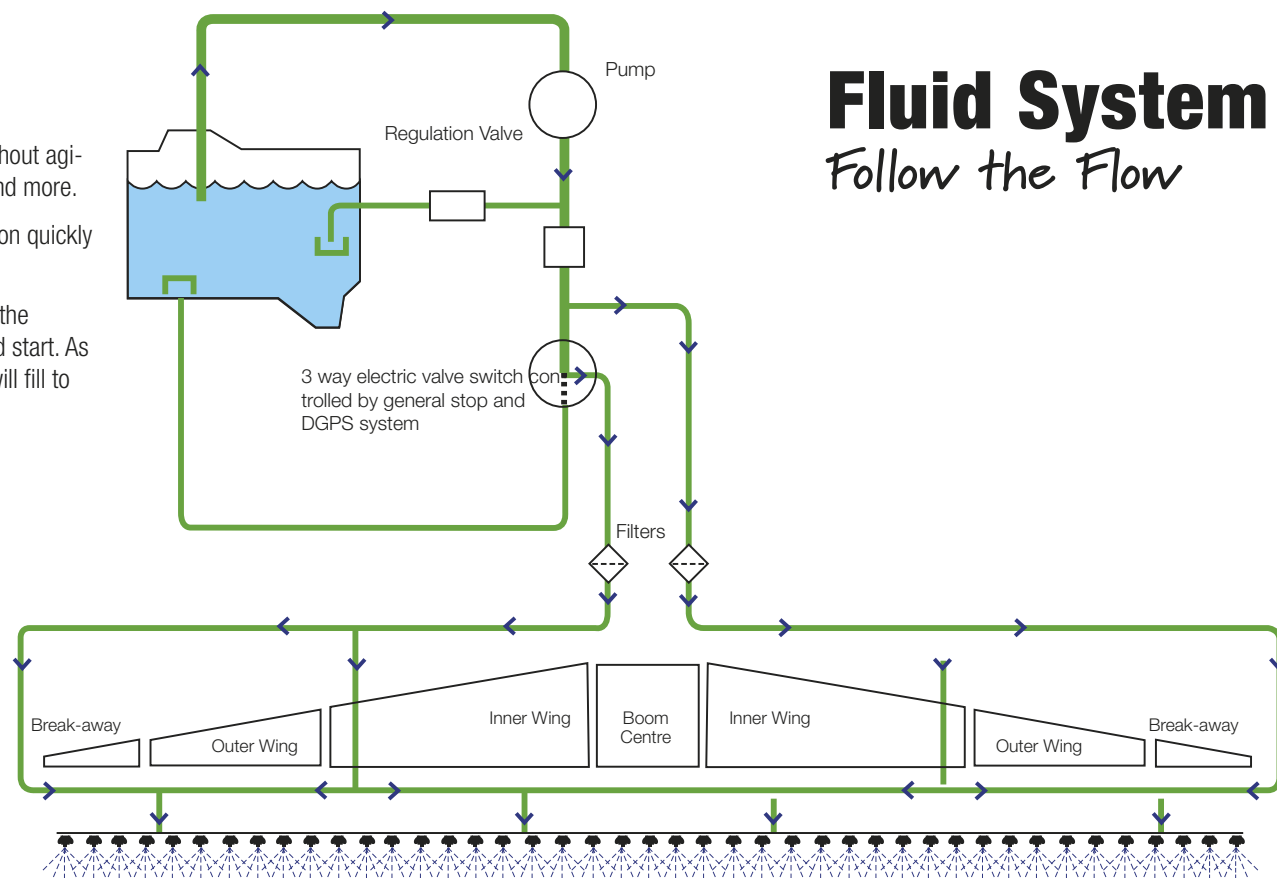 Fluid System
Follow the Flow
hout agi-
nd more.
on quickly
the
d start. As
vill fill to
Pump
Regulation Valve
3 way electric valve switch con
trolled by general stop and
DGPS system
Filters
Break-away
Outer Wing
Inner Wing
Boom
Centre
Inner Wing
Outer Wing
Break-away